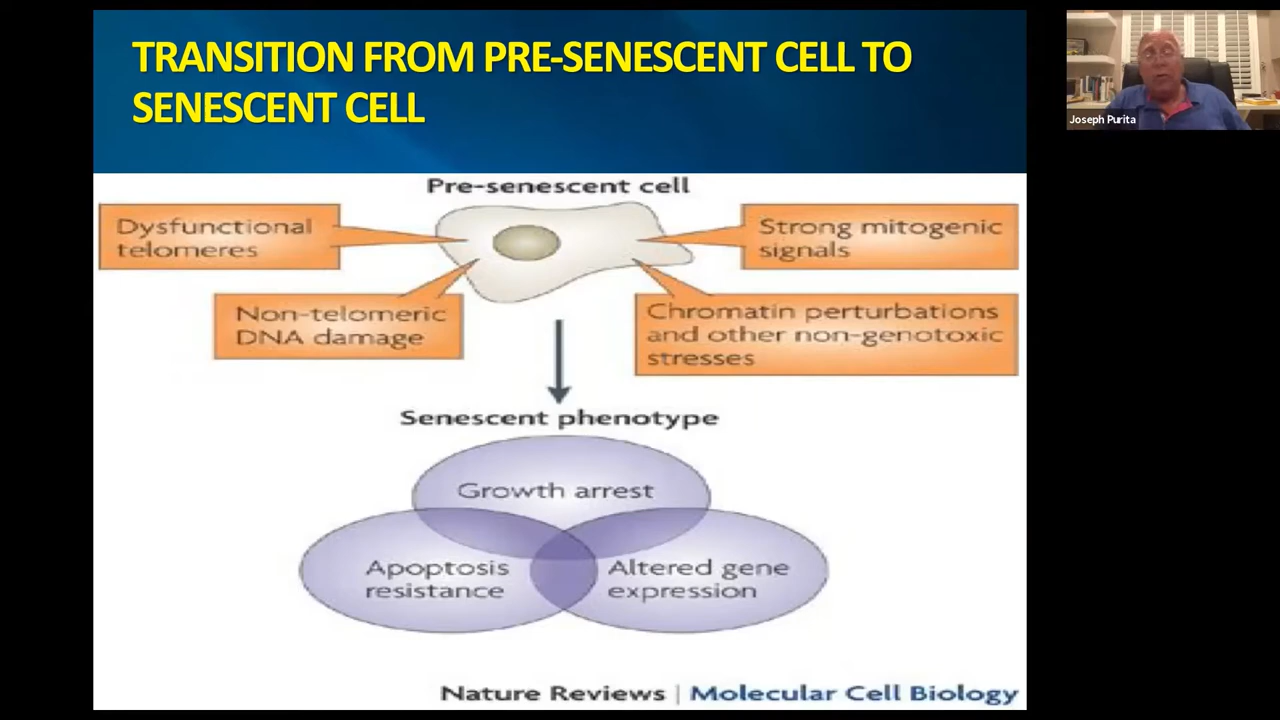 TRANSITION FROM PRE-SENESCENT CELL TO
SENESCENT CELL
Joseph Purita
Pre-senescent cell
Dysfunctional
telomeres
Strong mitogenic
signals
Non-telomeric
DNA damage
Chromatin perturbations
and other non-genotoxic
stresses
Senescent phenotype
Growth arrest
Apoptosis
resistance
Altered gene
expression
Nature Reviews | Molecular Cell Biology